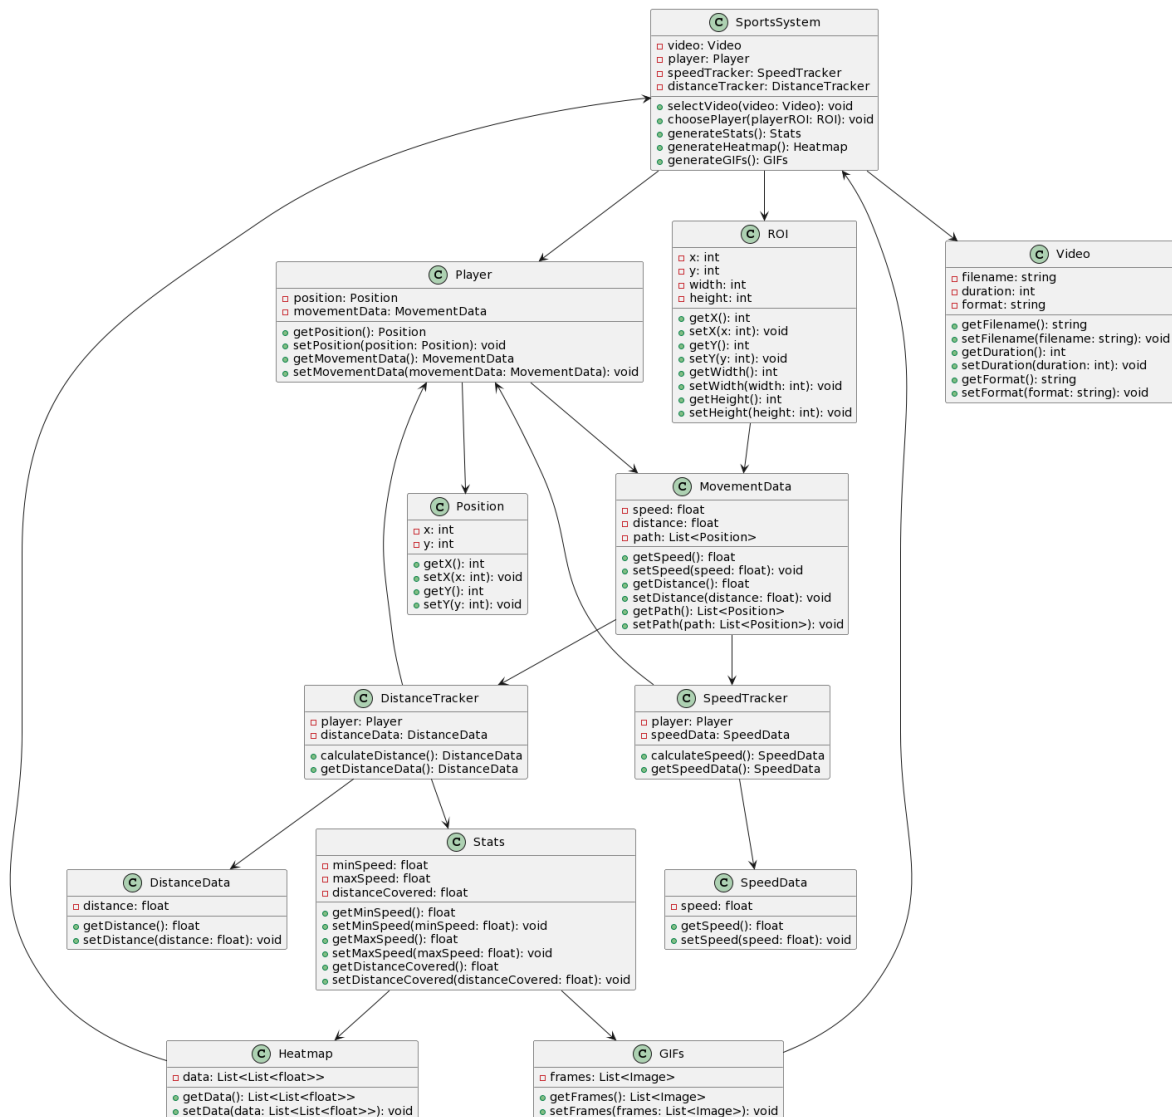 C SportsSystem
video: Video
player: Player
speedTracker: SpeedTracker
distanceTracker: DistanceTracker
selectVideo(video: Video): void
choosePlayer(playerROI: ROI): void
generateStats(): Stats
generateHeatmap(): Heatmap
generateGIFs(): GIFs
C Player
position: Position
movementData: MovementData
getPosition(): Position
setPosition(position: Position): void
getMovementData(): MovementData
setMovementData(movementData: MovementData): void
C ROI
x: int
y: int
width: int
height: int
getX(): int
setX(x: int): void
getY(): int
setY(y: int): void
getWidth(): int
setWidth(width: int): void
getHeight(): int
setHeight(height: int): void
C Video
filename: string
duration: int
format: string
getFilename(): string
setFilename(filename: string): void
getDuration(): int
setDuration(duration: int): void
getFormat(): string
setFormat(format: string): void
C Position
x: int
y: int
getX(): int
setX(x: int): void
getY(): int
setY(y: int): void
C MovementData
speed: float
distance: float
path: List<Position>
getSpeed(): float
setSpeed(speed: float): void
getDistance(): float
setDistance(distance: float): void
getPath(): List<Position>
setPath(path: List<Position>): void
C DistanceTracker
player: Player
distanceData: DistanceData
calculateDistance(): DistanceData
getDistanceData(): DistanceData
C SpeedTracker
player: Player
speedData: SpeedData
calculateSpeed(): SpeedData
getSpeedData(): SpeedData
C DistanceData
distance: float
getDistance(): float
setDistance(distance: float): void
C Stats
minSpeed: float
maxSpeed: float
distanceCovered: float
getMinSpeed(): float
setMinSpeed(minSpeed: float): void
getMaxSpeed(): float
setMaxSpeed(maxSpeed: float): void
getDistanceCovered(): float
setDistanceCovered(distanceCovered: float): void
C SpeedData
speed: float
getSpeed(): float
setSpeed(speed: float): void
C Heatmap
data: List<List<float>>
getData(): List<List<float>>
setData(data: List<List<float>>): void
C GIFs
frames: List<Image>
getFrames(): List<Image>
setFrames(frames: List<Image>): void